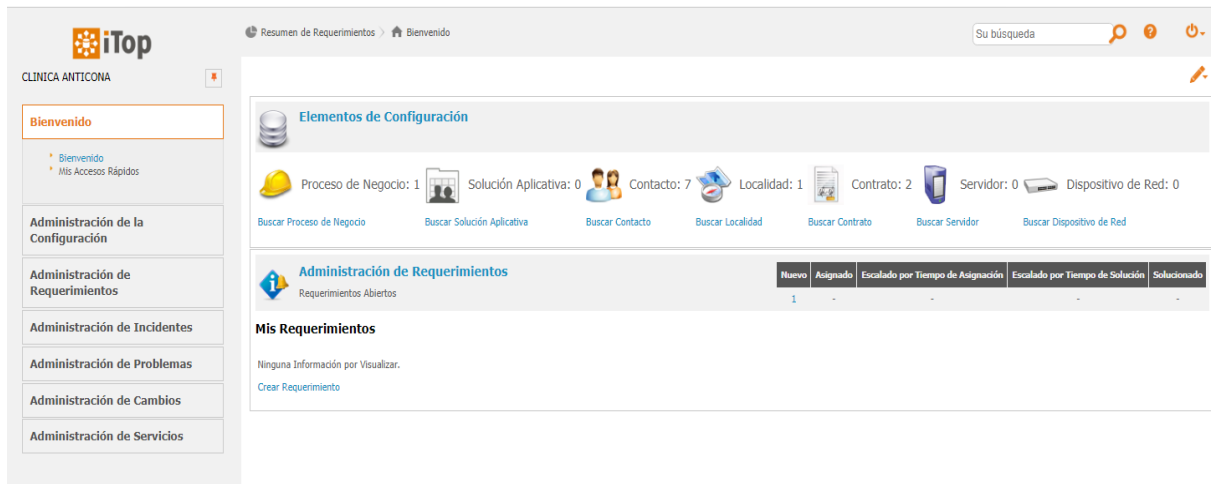 iTop
CLINICA ANTICONA
Bienvenido
Bienvenido
Mis Accesos Rápidos
Administración de la
Configuración
Administración de
Requerimientos
Administración de Incidentes
Administración de Problemas
Administración de Cambios
Administración de Servicios
Resumen de Requerimientos > Bienvenido
Su búsqueda
Elementos de Configuración
Proceso de Negocio: 1 Solución Aplicativa: 0 Contacto: 7 Localidad: 1 Contrato: 2 Servidor: 0 Dispositivo de Red: 0
Buscar Proceso de Negocio Buscar Solución Aplicativa Buscar Contacto Buscar Localidad Buscar Contrato Buscar Servidor Buscar Dispositivo de Red
Administración de Requerimientos
Requerimientos Abiertos
Nuevo Asignado Escalado por Tiempo de Asignación Escalado por Tiempo de Solución Solucionado
1 - - - -
Mis Requerimientos
Ninguna Información por Visualizar.
Crear Requerimiento